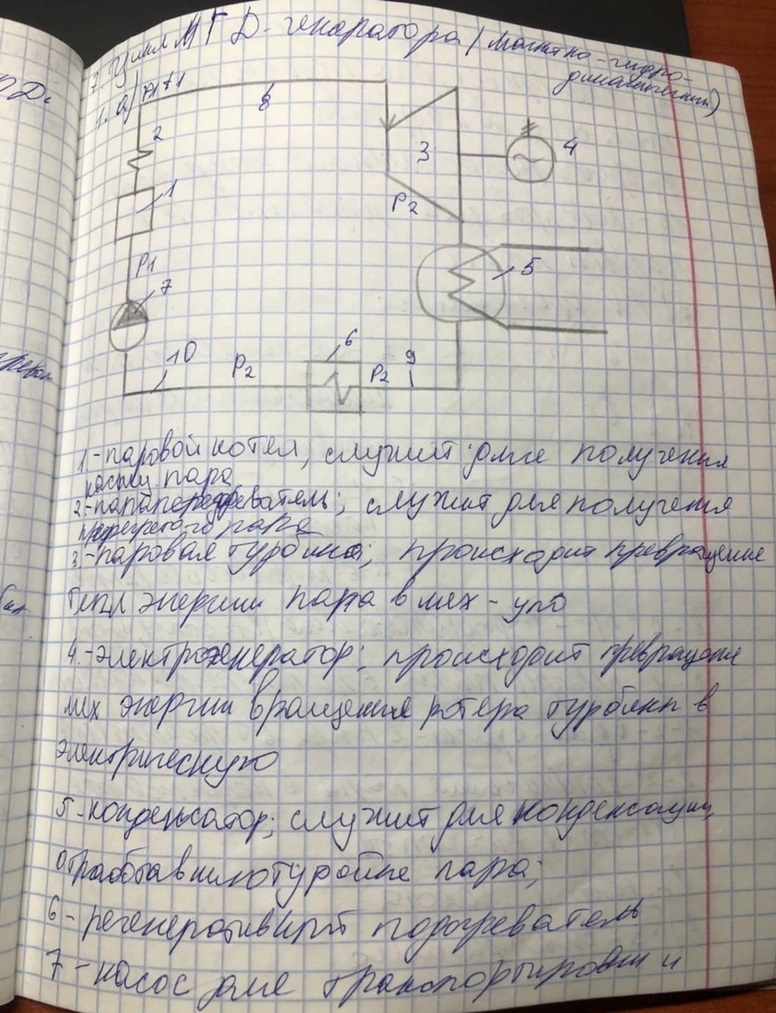 2. Цикл МГД-генератора (магнитно-гидро-
динамический)
1. а) P1 t1
8
2
3
4
1
P2
P1
7
5
6
10
P2
P2
9
1-паровой котел, служит для получения
насыщ пара
2-пароперегреватель; служит для получения
перегретого пара
3-паровая турбина; происходит превращение
тепл энергии пара в мех-ую
4.-электрогенератор; происходит превращение
мех энергии вращения ротора турбины в
электрическую
5-конденсатор; служит для конденсации
отработавшего турбине пара;
6-регенеративный подогреватель
7-насос для транспортировки и